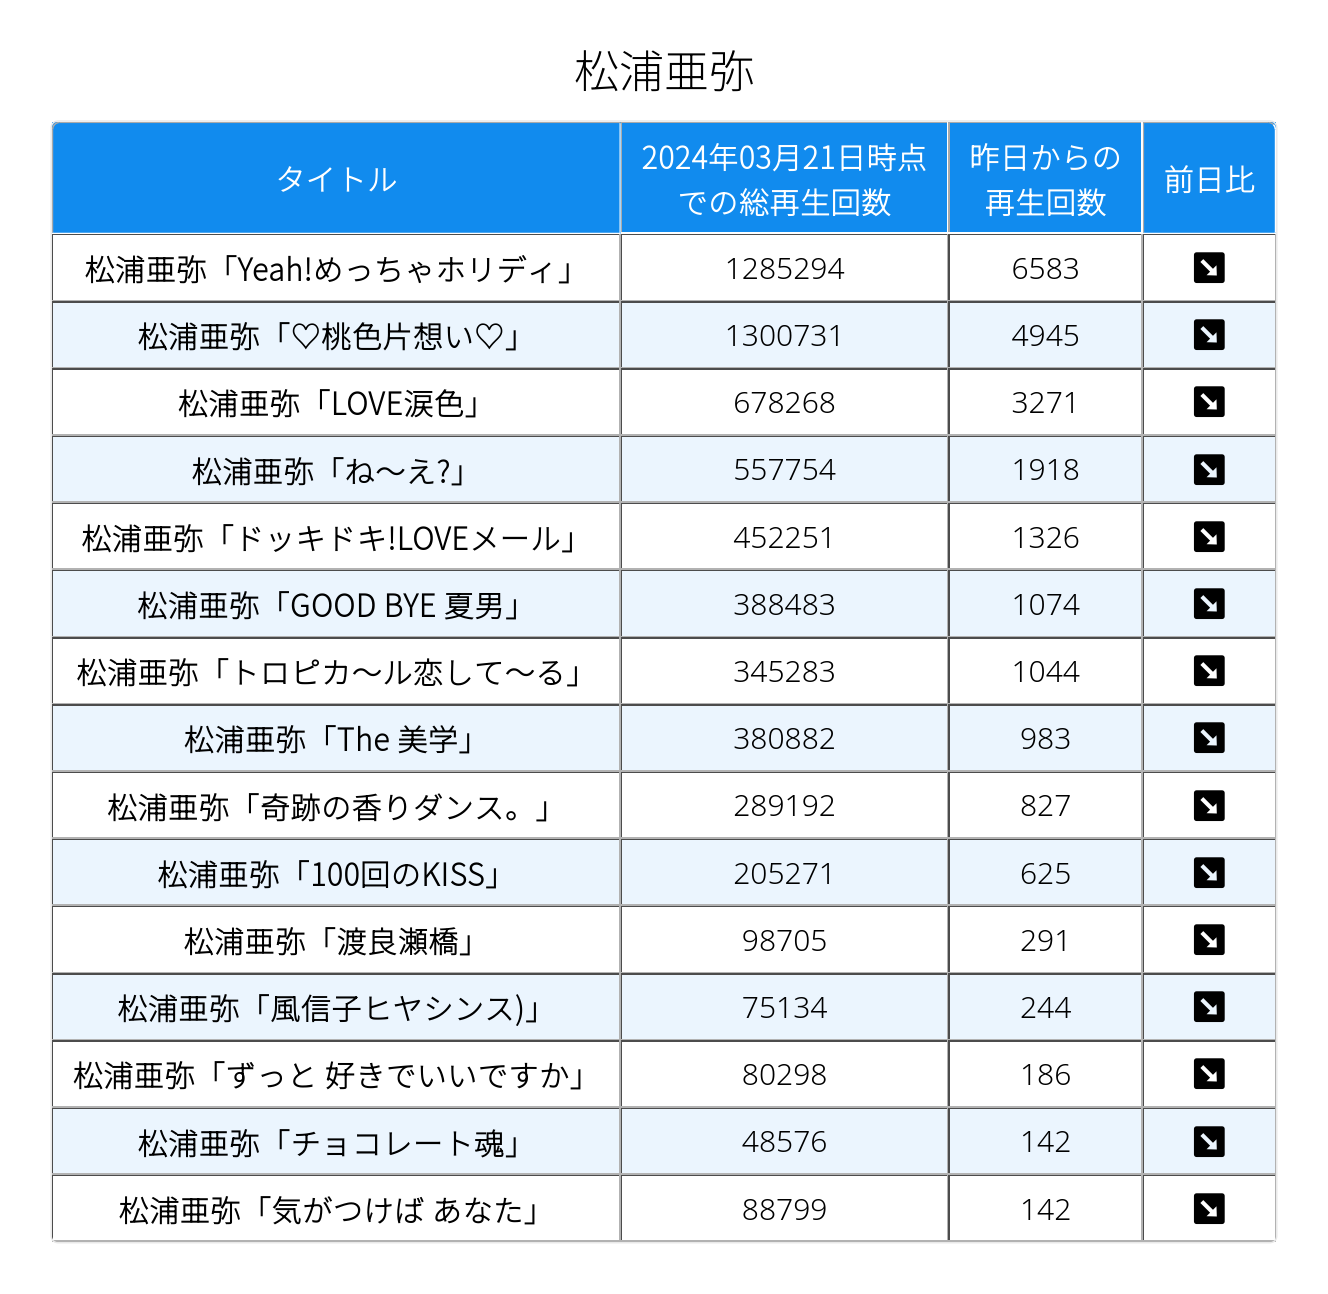 松浦亜弥
タイトル 2024年03月21日時点での総再生回数 昨日からの再生回数 前日比
松浦亜弥「Yeah!めっちゃホリディ」 1285294 6583 ↘
松浦亜弥「♡桃色片想い♡」 1300731 4945 ↘
松浦亜弥「LOVE涙色」 678268 3271 ↘
松浦亜弥「ね〜え?」 557754 1918 ↘
松浦亜弥「ドッキドキ!LOVEメール」 452251 1326 ↘
松浦亜弥「GOOD BYE 夏男」 388483 1074 ↘
松浦亜弥「トロピカ〜ル恋して〜る」 345283 1044 ↘
松浦亜弥「The 美学」 380882 983 ↘
松浦亜弥「奇跡の香りダンス。」 289192 827 ↘
松浦亜弥「100回のKISS」 205271 625 ↘
松浦亜弥「渡良瀬橋」 98705 291 ↘
松浦亜弥「風信子ヒヤシンス)」 75134 244 ↘
松浦亜弥「ずっと 好きでいいですか」 80298 186 ↘
松浦亜弥「チョコレート魂」 48576 142 ↘
松浦亜弥「気がつけば あなた」 88799 142 ↘